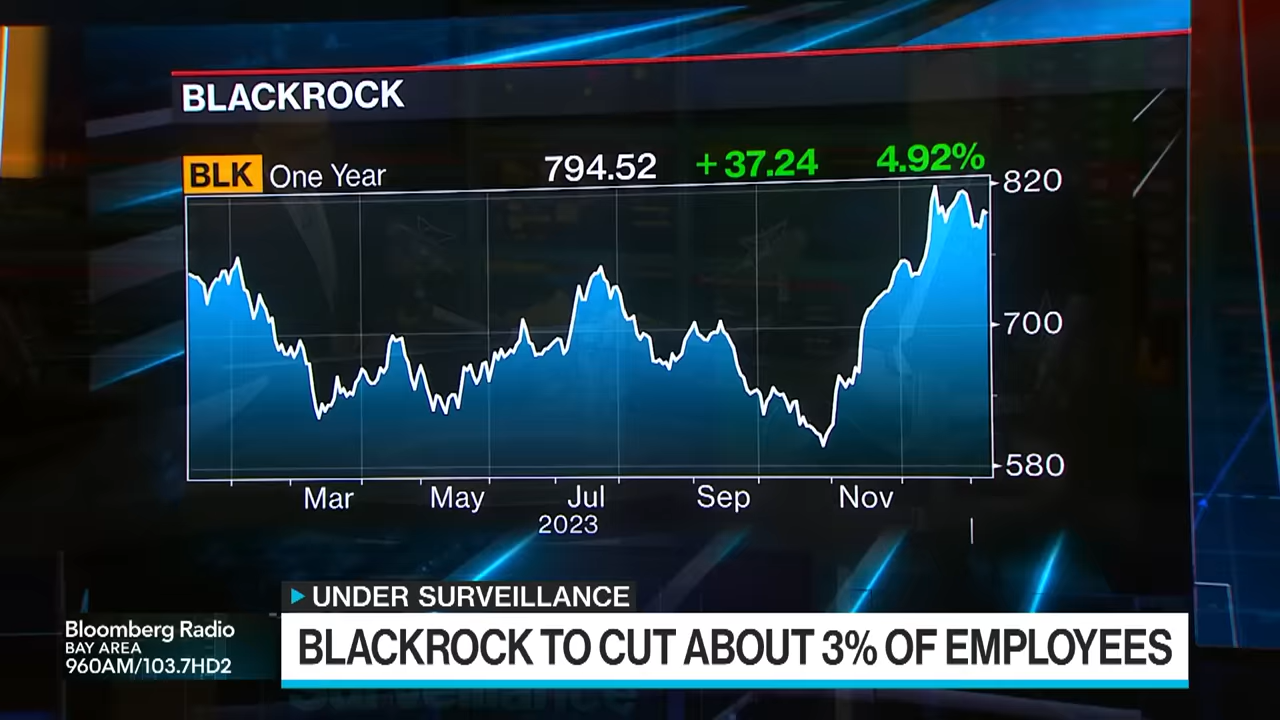 BLACKROCK
BLK One Year 794.52 +37.24 4.92%
820
700
580
Mar May Jul Sep Nov
2023
UNDER SURVEILLANCE
BLACKROCK TO CUT ABOUT 3% OF EMPLOYEES
Bloomberg Radio
BAY AREA
960AM/103.7HD2